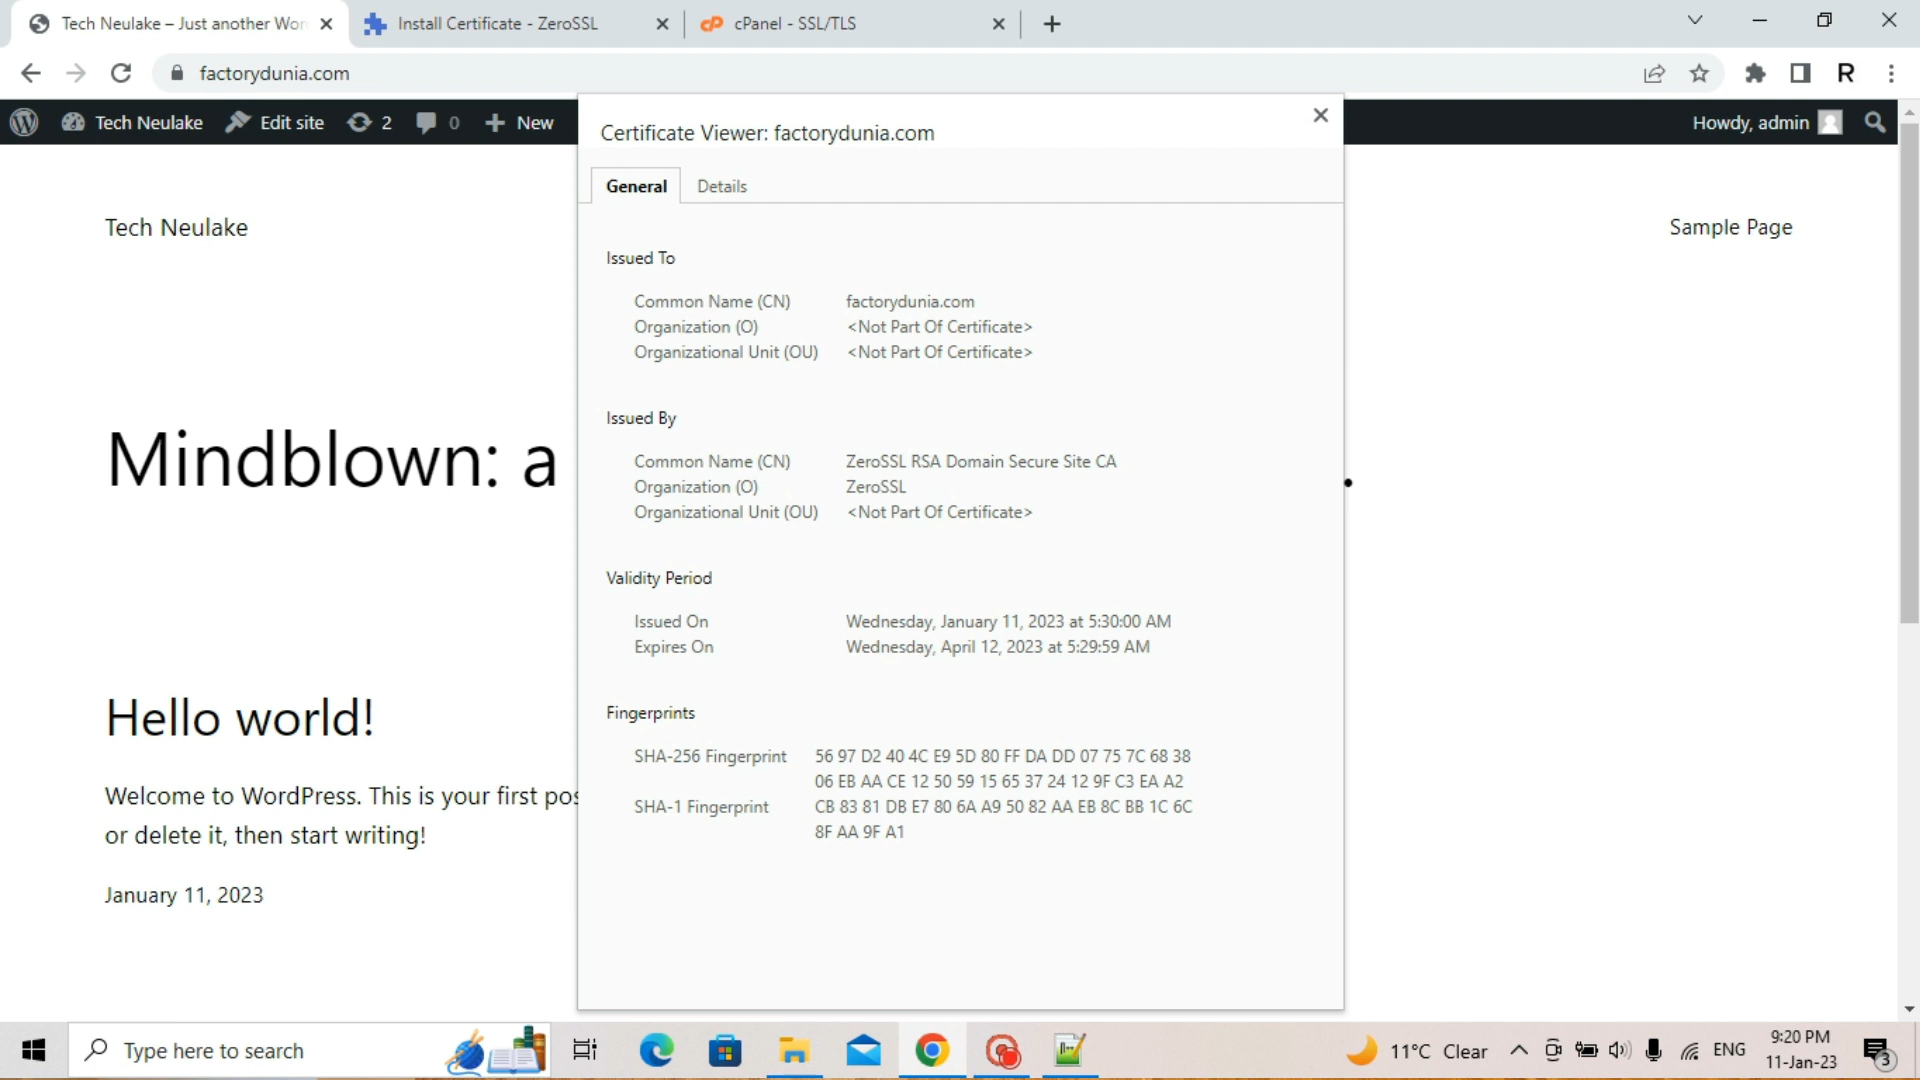 Tech Neulake – Just another Wor
Install Certificate - ZeroSSL
cPanel - SSL/TLS
factorydunia.com
R
Tech Neulake
Edit site
2
0
New
Howdy, admin
Certificate Viewer: factorydunia.com
General
Details
Tech Neulake
Sample Page
Issued To
Common Name (CN) factorydunia.com
Organization (O) <Not Part Of Certificate>
Organizational Unit (OU) <Not Part Of Certificate>
Issued By
Mindblown: a .
Common Name (CN) ZeroSSL RSA Domain Secure Site CA
Organization (O) ZeroSSL
Organizational Unit (OU) <Not Part Of Certificate>
Validity Period
Issued On Wednesday, January 11, 2023 at 5:30:00 AM
Expires On Wednesday, April 12, 2023 at 5:29:59 AM
Fingerprints
Hello world!
SHA-256 Fingerprint 56 97 D2 40 4C E9 5D 80 FF DA DD 07 75 7C 68 38
06 EB AA CE 12 50 59 15 65 37 24 12 9F C3 EA A2
SHA-1 Fingerprint CB 83 81 DB E7 80 6A A9 50 82 AA EB 8C BB 1C 6C
8F AA 9F A1
Welcome to WordPress. This is your first pos
or delete it, then start writing!
January 11, 2023
Type here to search
11°C Clear
ENG
9:20 PM
11-Jan-23
3